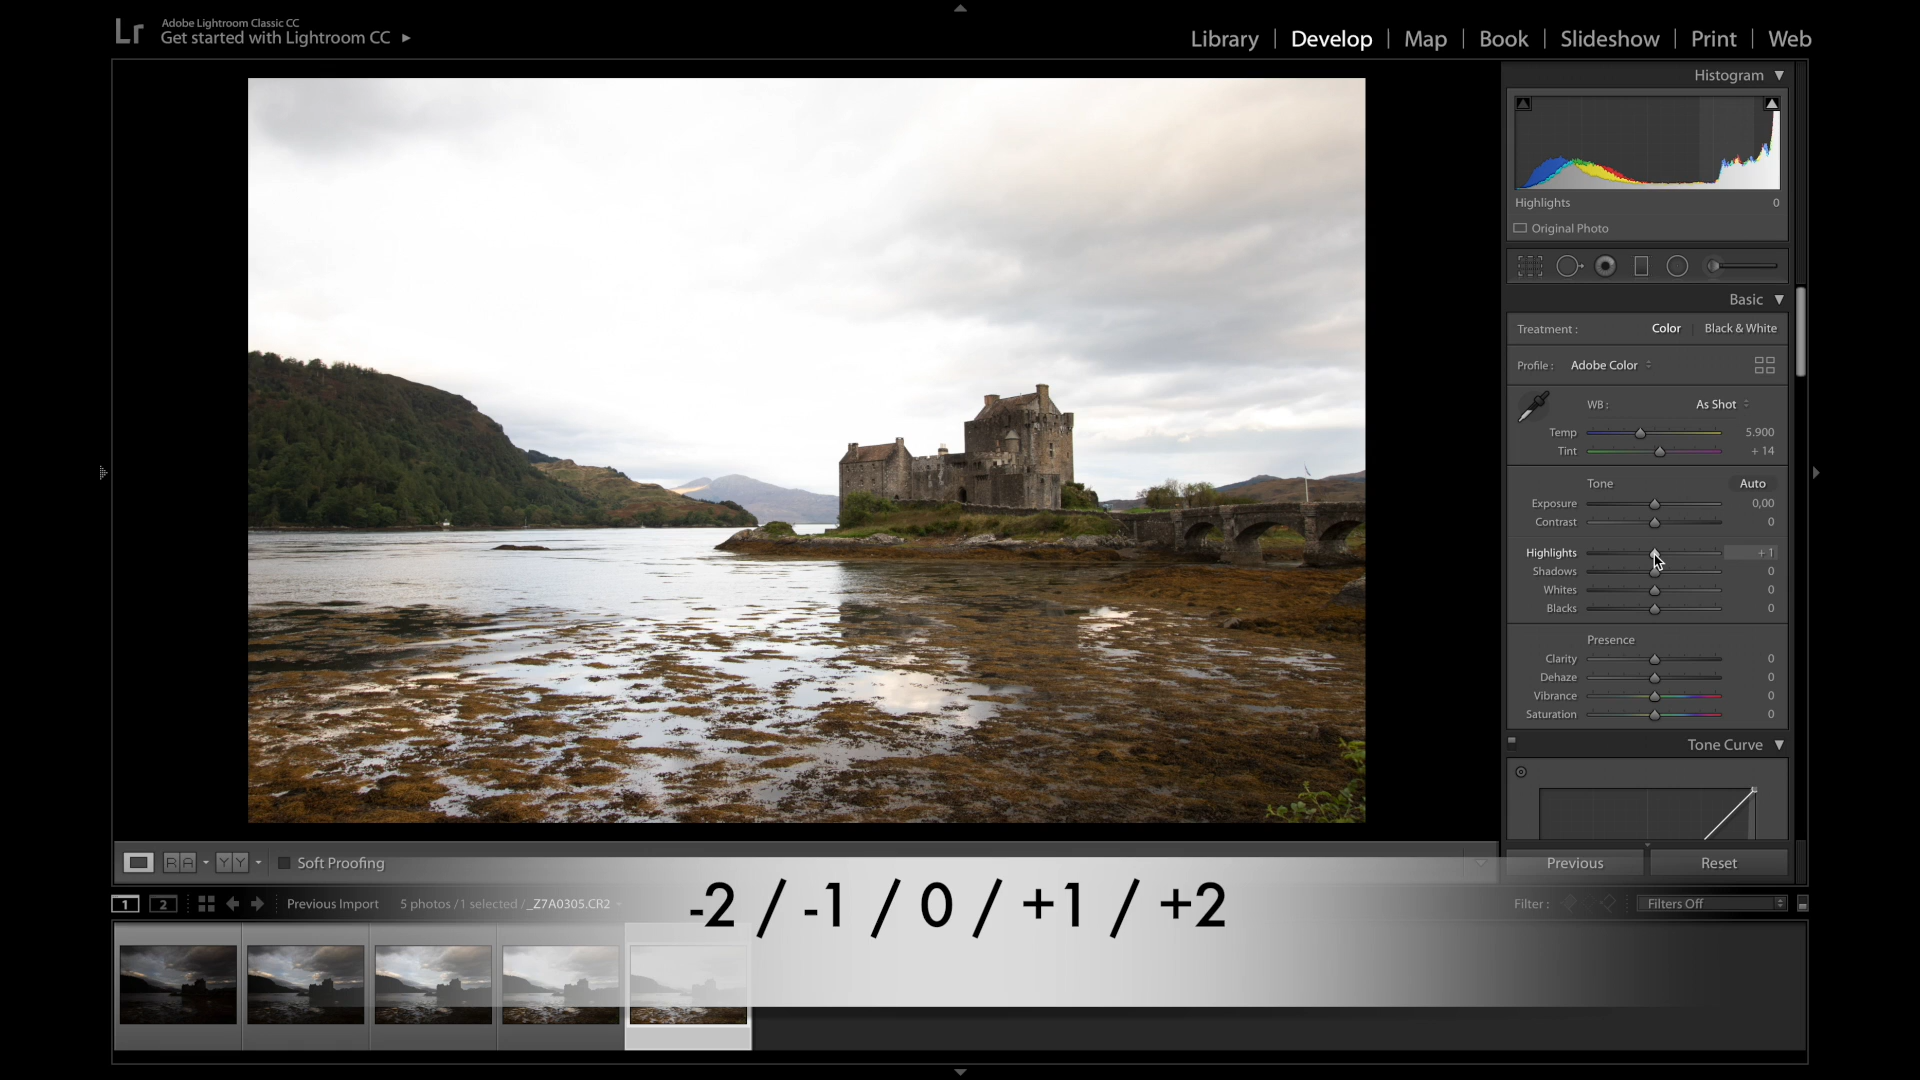 Lr
Adobe Lightroom Classic CC
Get started with Lightroom CC ▶
Library | Develop | Map | Book | Slideshow | Print | Web
Histogram
Highlights 0
Original Photo
Basic
Treatment : Color Black & White
Profile : Adobe Color
WB : As Shot
Temp 5.900
Tint + 14
Tone Auto
Exposure 0,00
Contrast 0
Highlights + 1
Shadows 0
Whites 0
Blacks 0
Presence
Clarity 0
Dehaze 0
Vibrance 0
Saturation 0
Tone Curve
Previous Reset
R A Y Y Soft Proofing
1 2 Previous Import 5 photos / 1 selected / _Z7A0305.CR2
Filter : Filters Off
-2 / -1 / 0 / +1 / +2